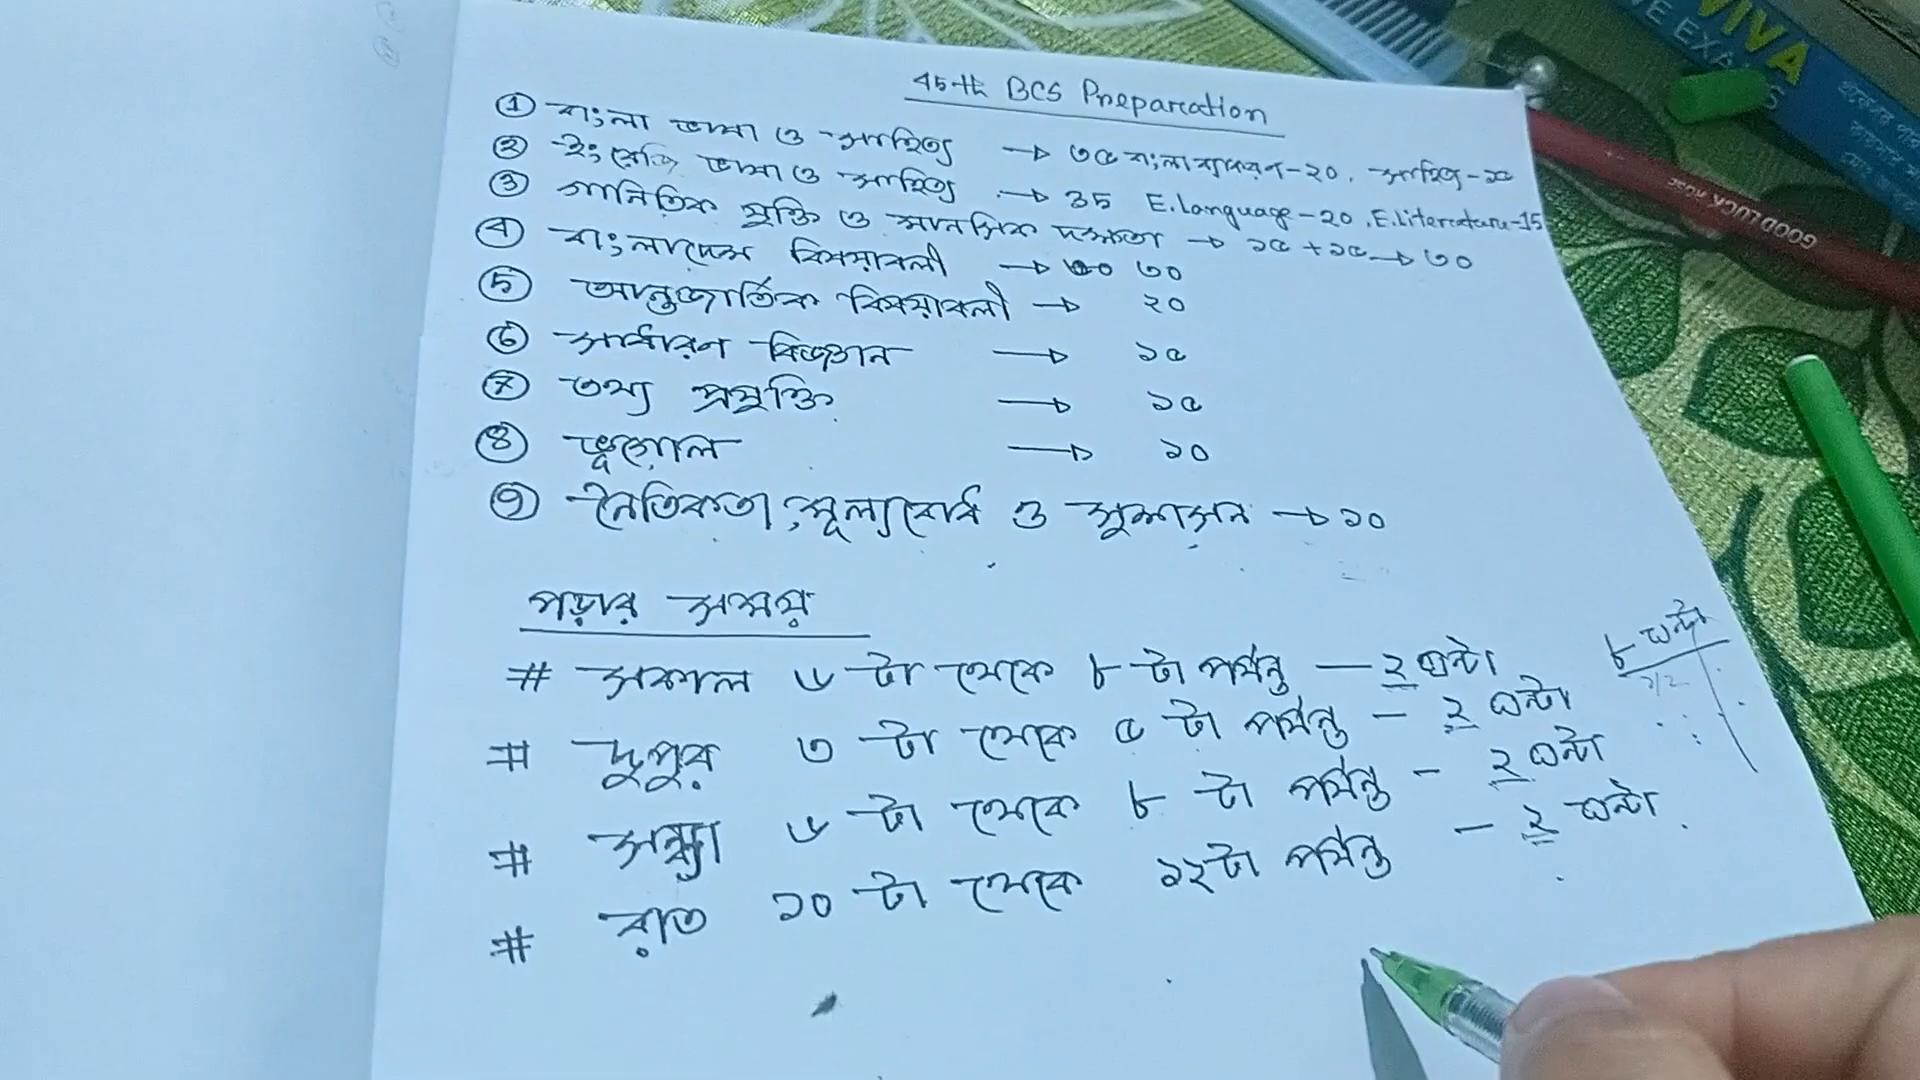 45th BCS Preparation
① বাংলা ভাষা ও সাহিত্য → ৩৫ বাংলা ব্যাকরণ-20, সাহিত্য-১৫
② ইংরেজি ভাষা ও সাহিত্য → 35 E.language-20, E.literature-15
③ গানিতিক যুক্তি ও মানসিক দক্ষতা → ১৫ + ১৫ → ৩০
④ বাংলাদেশ বিষয়াবলী → ৩০
⑤ আন্তর্জাতিক বিষয়াবলী → ২০
⑥ সাধারণ বিজ্ঞান → ১৫
⑦ তথ্য প্রযুক্তি → ১৫
⑧ ভূগোল → ১০
⑨ নৈতিকতা, মূল্যবোধ ও সুশাসন → ১০
পড়ার সময়
# সকাল ৬ টা থেকে ৮ টা পর্যন্ত — ২ ঘন্টা
# দুপুর ৩ টা থেকে ৫ টা পর্যন্ত - ২ ঘন্টা
# সন্ধ্যা ৬ টা থেকে ৮ টা পর্যন্ত - ২ ঘন্টা
# রাত ১০ টা থেকে ১২টা পর্যন্ত - ২ ঘন্টা
৮ ঘন্টা
GOOD LUCK
VIVA